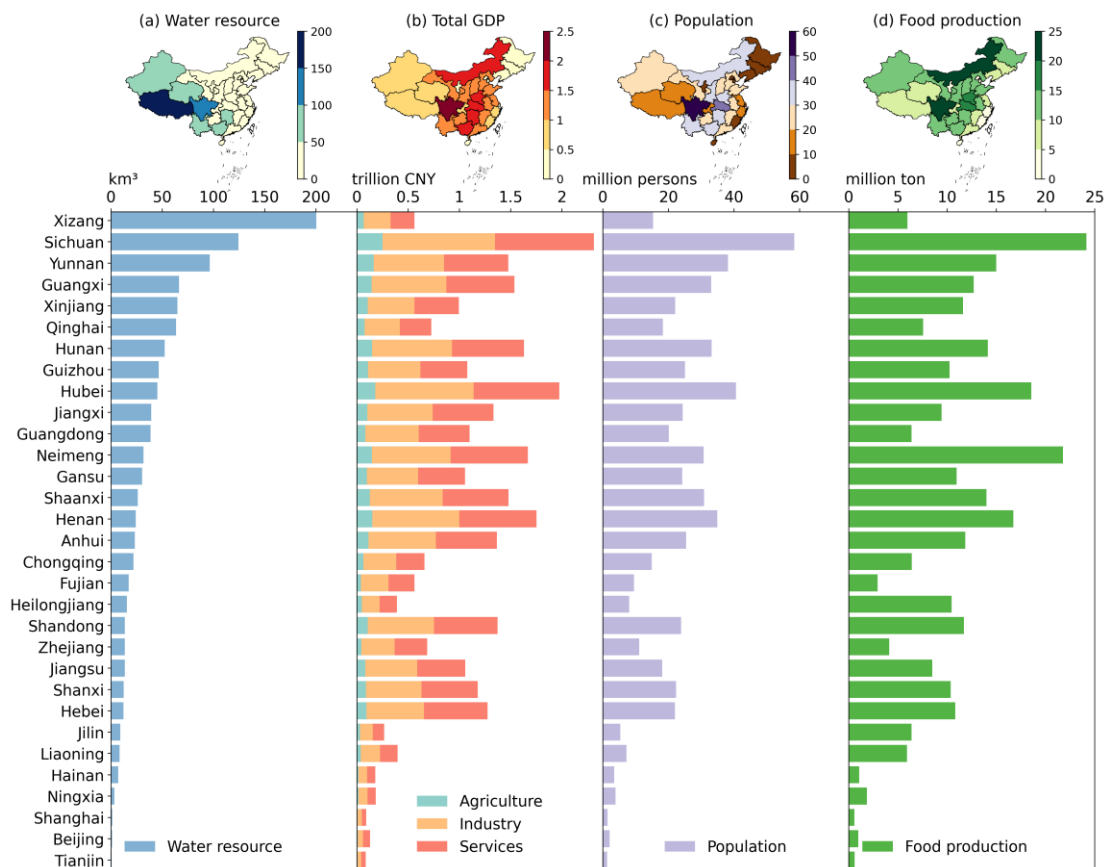 (a) Water resource
(b) Total GDP
(c) Population
(d) Food production
200
150
100
50
0
2.5
2
1.5
1
0.5
0
60
50
40
30
20
10
0
25
20
15
10
5
0
km³
trillion CNY
million persons
million ton
0 50 100 150 200
0 0.5 1 1.5 2
0 20 40 60
0 5 10 15 20 25
Xizang
Sichuan
Yunnan
Guangxi
Xinjiang
Qinghai
Hunan
Guizhou
Hubei
Jiangxi
Guangdong
Neimeng
Gansu
Shaanxi
Henan
Anhui
Chongqing
Fujian
Heilongjiang
Shandong
Zhejiang
Jiangsu
Shanxi
Hebei
Jilin
Liaoning
Hainan
Ningxia
Shanghai
Beijing
Tianjin
Water resource
Agriculture
Industry
Services
Population
Food production